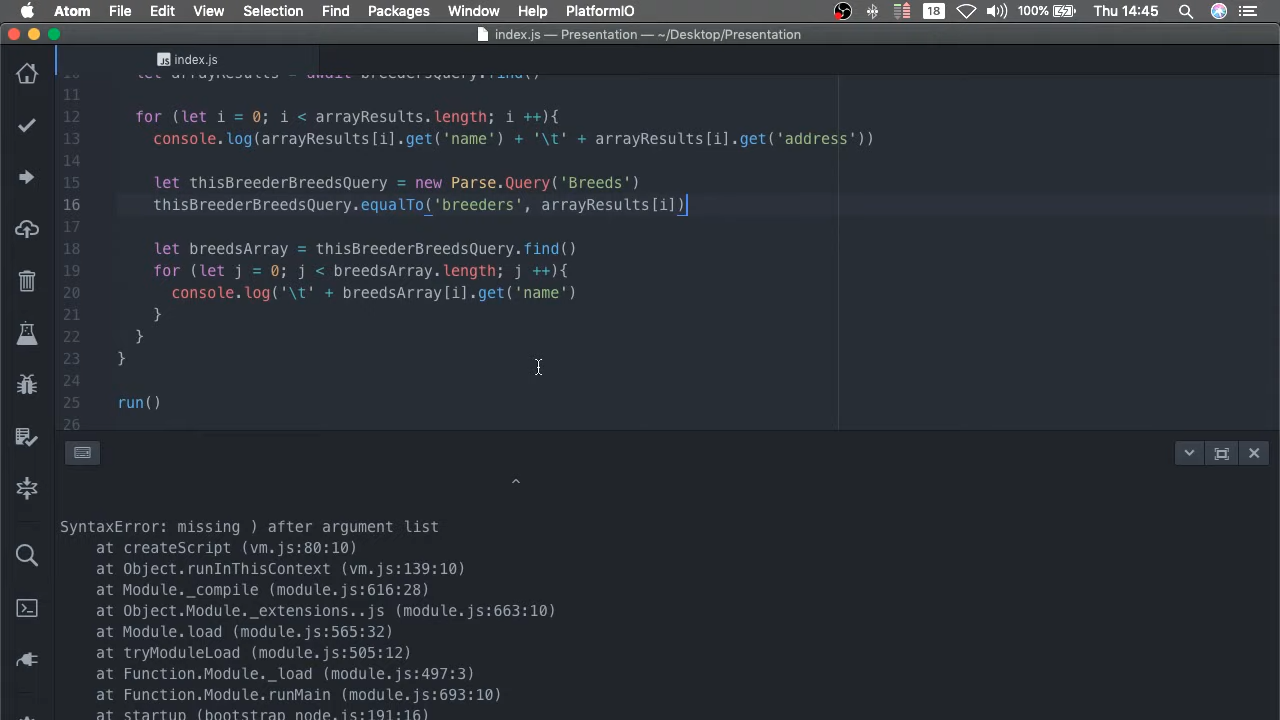 Atom File Edit View Selection Find Packages Window Help PlatformIO 18 100% Thu 14:45
index.js — Presentation — ~/Desktop/Presentation
JS index.js
10 let arrayResults = await breedersQuery.find()
11
12 for (let i = 0; i < arrayResults.length; i ++){
13 console.log(arrayResults[i].get('name') + '\t' + arrayResults[i].get('address'))
14
15 let thisBreederBreedsQuery = new Parse.Query('Breeds')
16 thisBreederBreedsQuery.equalTo('breeders', arrayResults[i])
17
18 let breedsArray = thisBreederBreedsQuery.find()
19 for (let j = 0; j < breedsArray.length; j ++){
20 console.log('\t' + breedsArray[i].get('name')
21 }
22 }
23 }
24
25 run()
26
^
SyntaxError: missing ) after argument list
at createScript (vm.js:80:10)
at Object.runInThisContext (vm.js:139:10)
at Module._compile (module.js:616:28)
at Object.Module._extensions..js (module.js:663:10)
at Module.load (module.js:565:32)
at tryModuleLoad (module.js:505:12)
at Function.Module._load (module.js:497:3)
at Function.Module.runMain (module.js:693:10)
at startup (bootstrap_node.js:191:16)